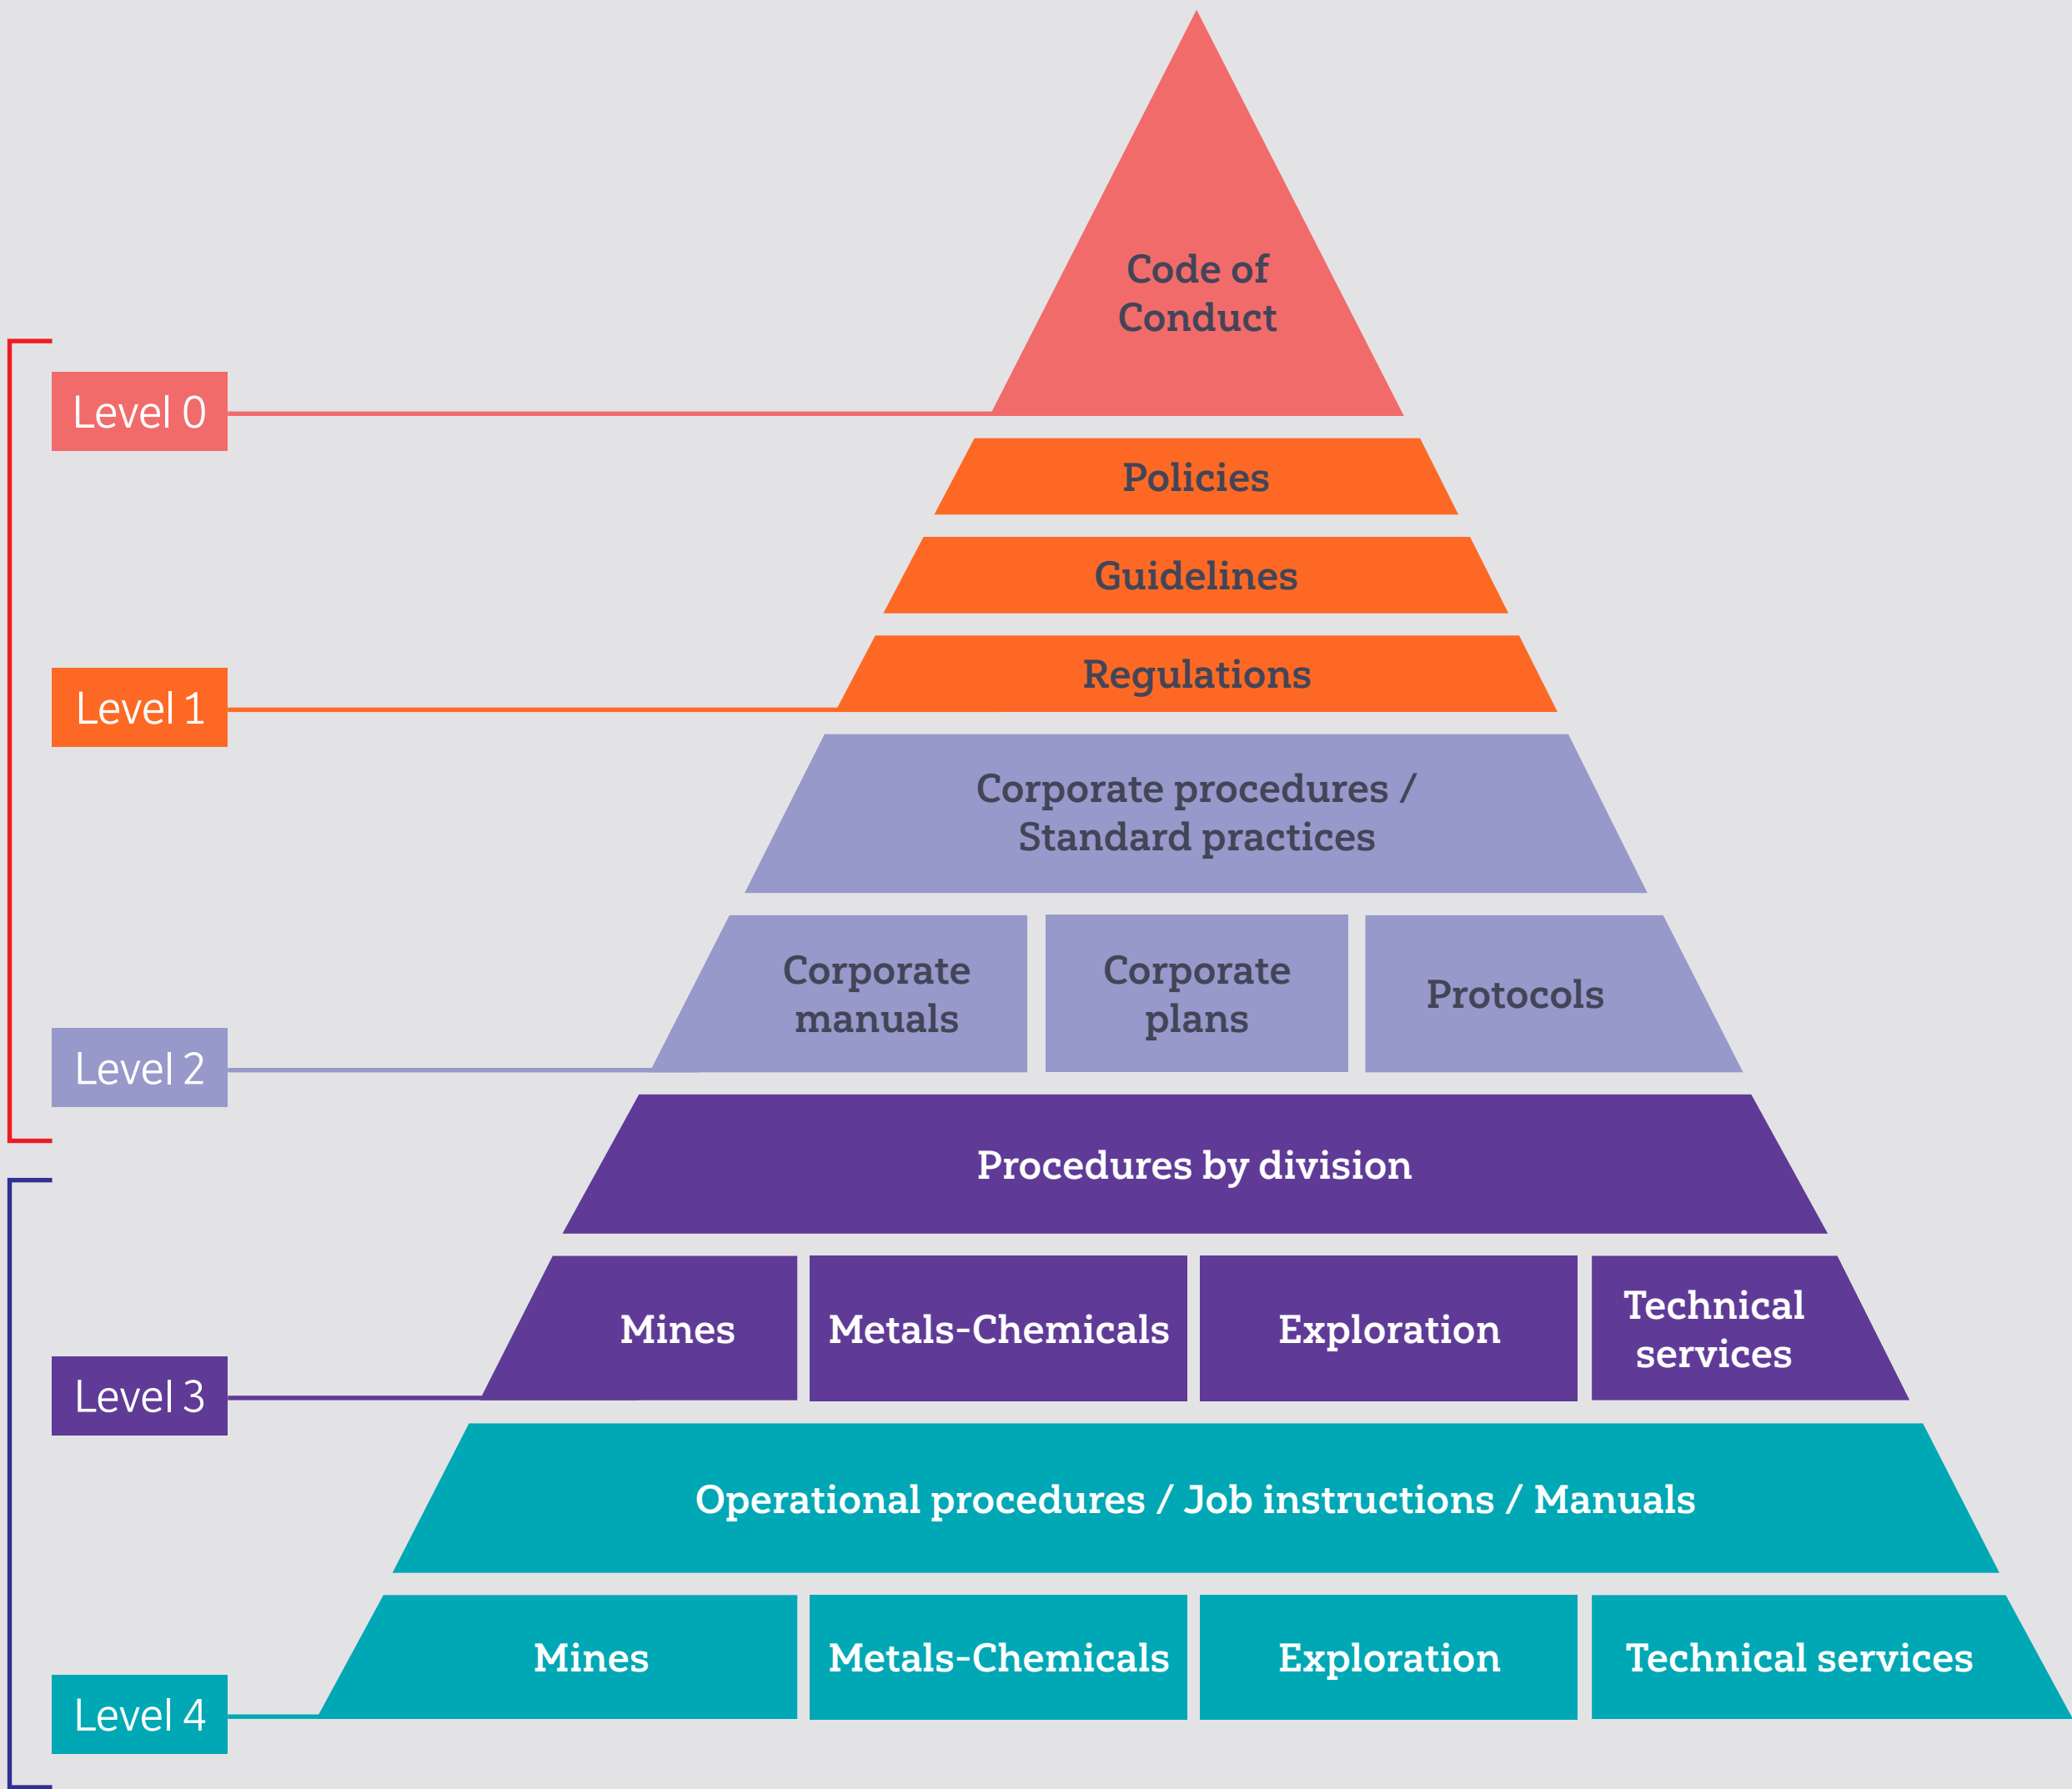 Code of
Conduct
Level 0
Policies
Guidelines
Regulations
Level 1
Corporate procedures /
Standard practices
Corporate
manuals
Corporate
plans
Protocols
Level 2
Procedures by division
Mines
Metals-Chemicals
Exploration
Technical
services
Level 3
Operational procedures / Job instructions / Manuals
Mines
Metals-Chemicals
Exploration
Technical services
Level 4